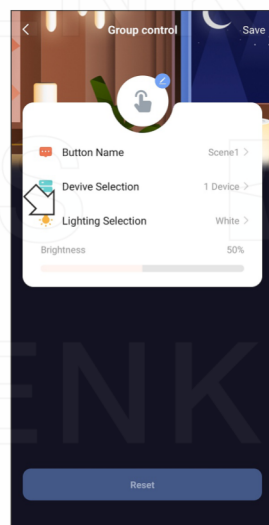 Group control Save
Button Name Scene1 >
Devive Selection 1 Device >
Lighting Selection White >
Brightness 50%
Reset